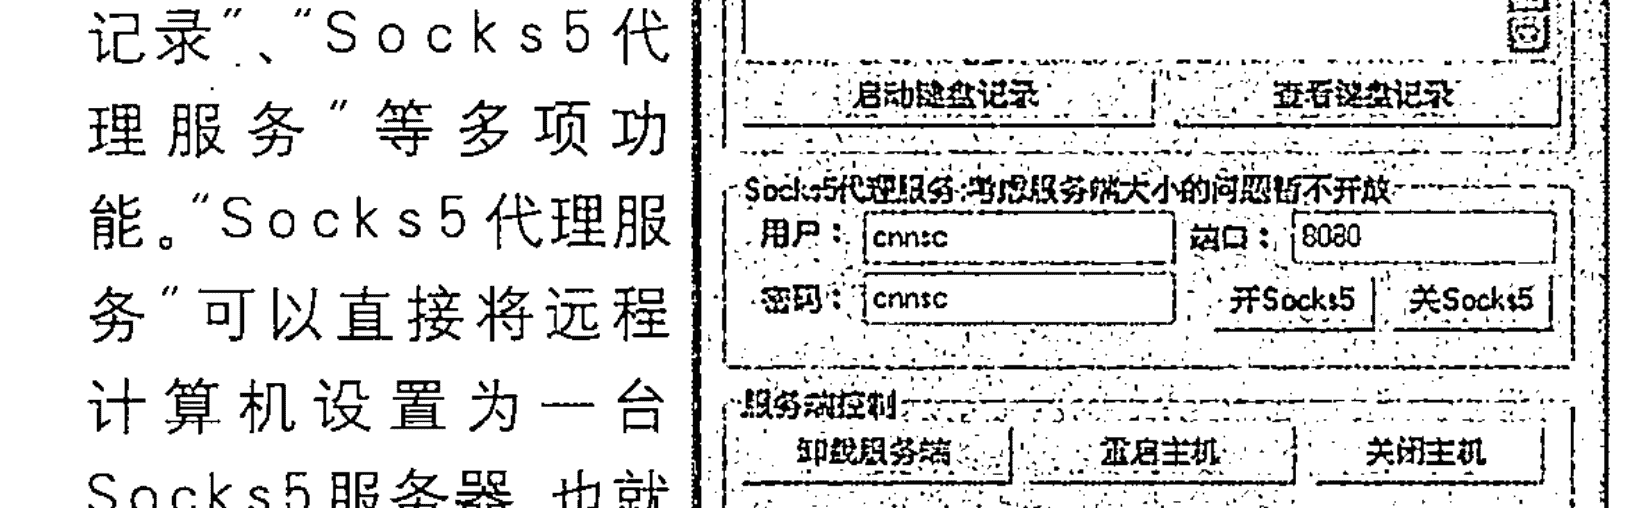 记录”、“Socks5代
理服务”等多项功
能。“Socks5代理服
务”可以直接将远程
计算机设置为一台
Socks5服务器 也就
启动键盘记录 查看键盘记录
Socks5代理服务:考虑服务端大小的问题暂不开放
用户: cnnsc 端口: 8080
密码: cnnsc 开Socks5 关Socks5
服务端控制
卸载服务端 重启主机 关闭主机